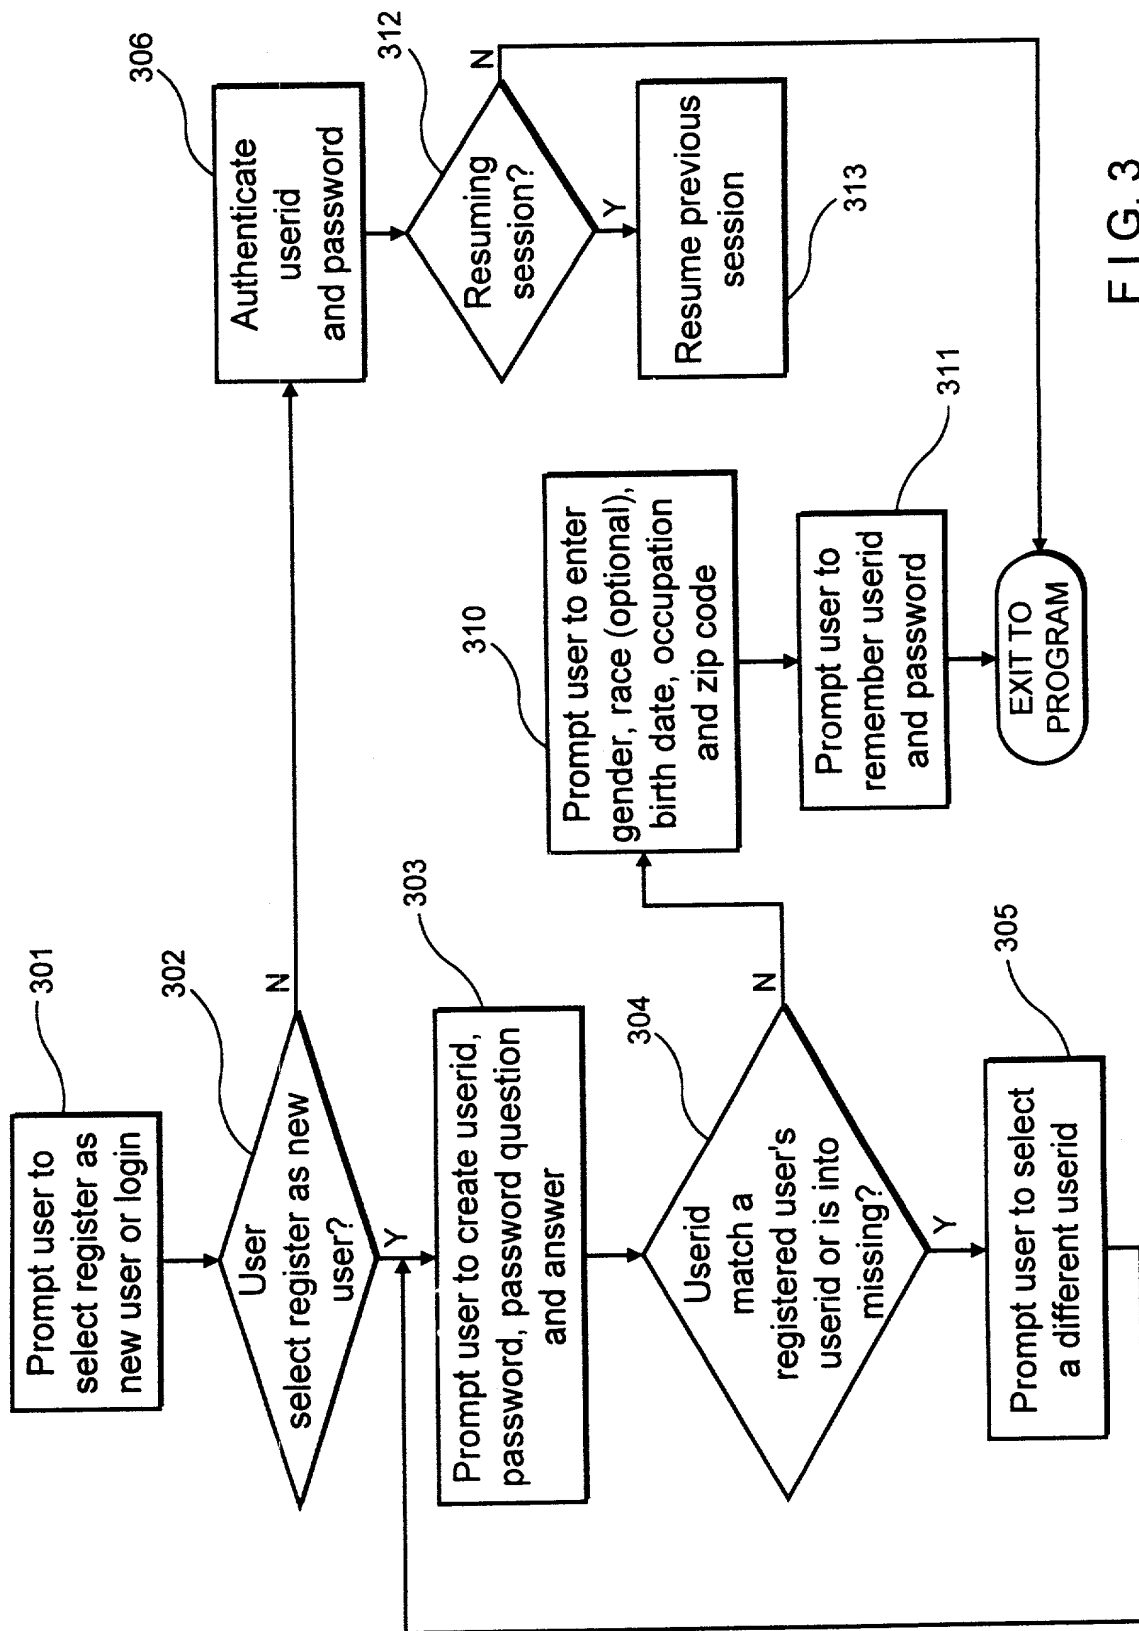 301
Prompt user to
select register as
new user or login
302
User
select register as new
user?
N
Y
303
Prompt user to create userid,
password, password question
and answer
304
Userid
match a
registered user's
userid or is into
missing?
N
Y
305
Prompt user to select
a different userid
306
Authenticate
userid
and password
312
Resuming
session?
N
Y
Resume previous
session
313
310
Prompt user to enter
gender, race (optional),
birth date, occupation
and zip code
311
Prompt user to
remember userid
and password
EXIT TO
PROGRAM
FIG. 3